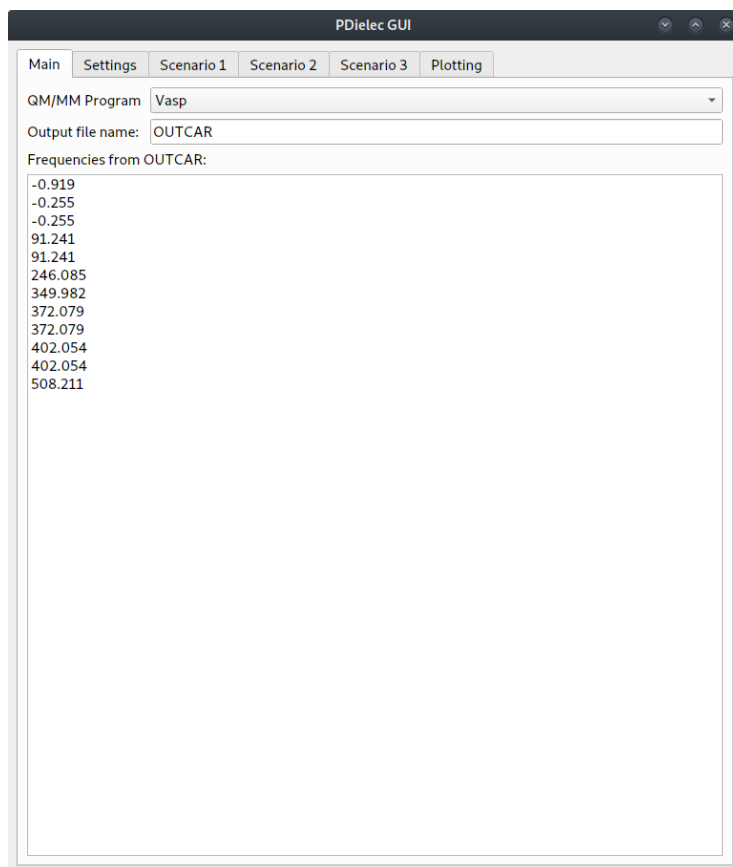 PDielec GUI
Main Settings Scenario 1 Scenario 2 Scenario 3 Plotting
QM/MM Program Vasp
Output file name: OUTCAR
Frequencies from OUTCAR:
-0.919
-0.255
-0.255
91.241
91.241
246.085
349.982
372.079
372.079
402.054
402.054
508.211